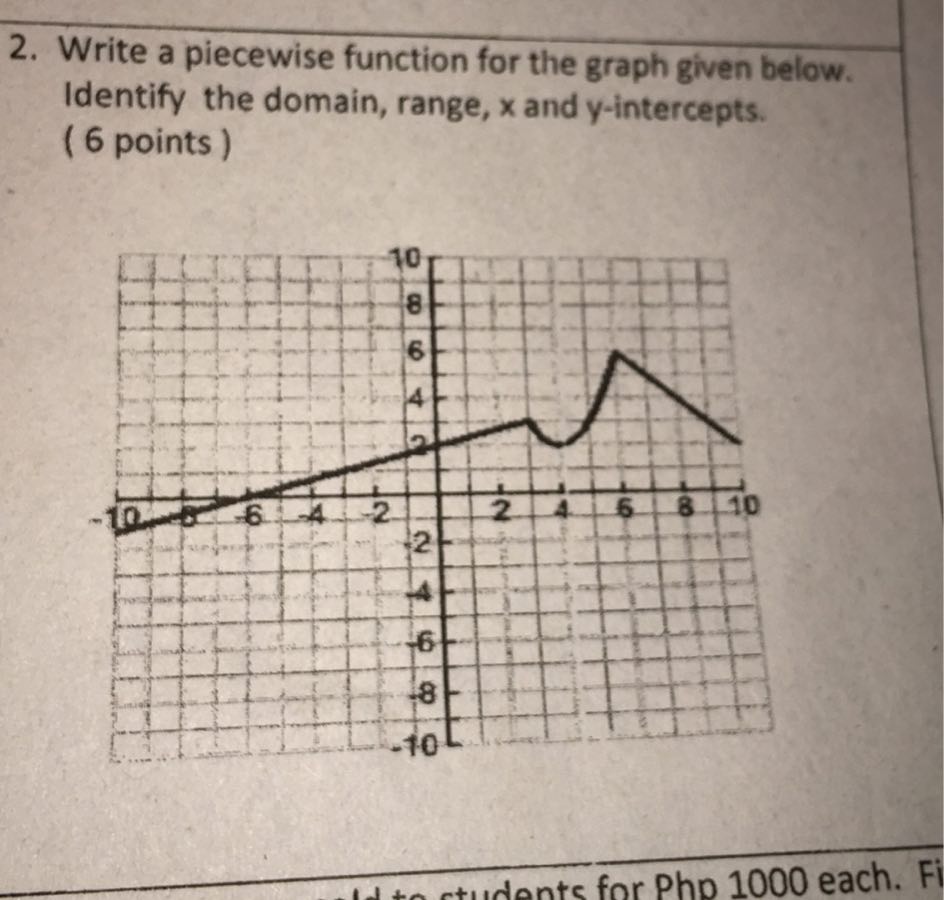 2. Write a piecewise function for the graph given below.
Identify the domain, range, x and y-intercepts.
( 6 points )
10
8
6
4
2
-10 -8 -6 -4 -2 2 4 6 8 10
-2
-4
-6
-8
-10
to students for Php 1000 each. Fi